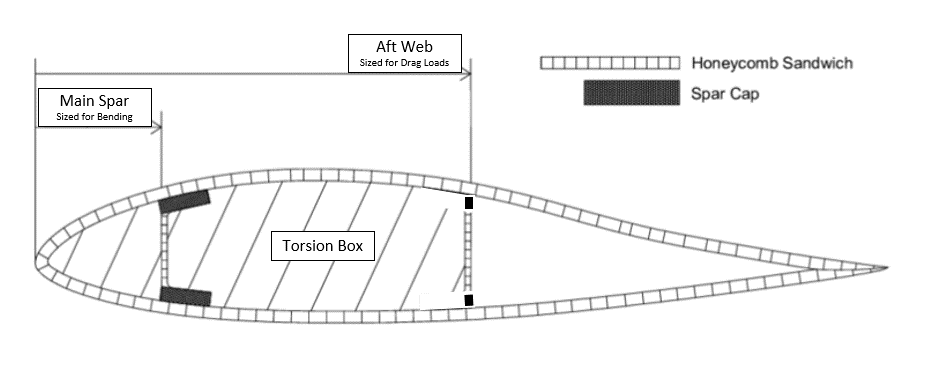 Aft Web
Sized for Drag Loads
Honeycomb Sandwich
Main Spar
Sized for Bending
Spar Cap
Torsion Box